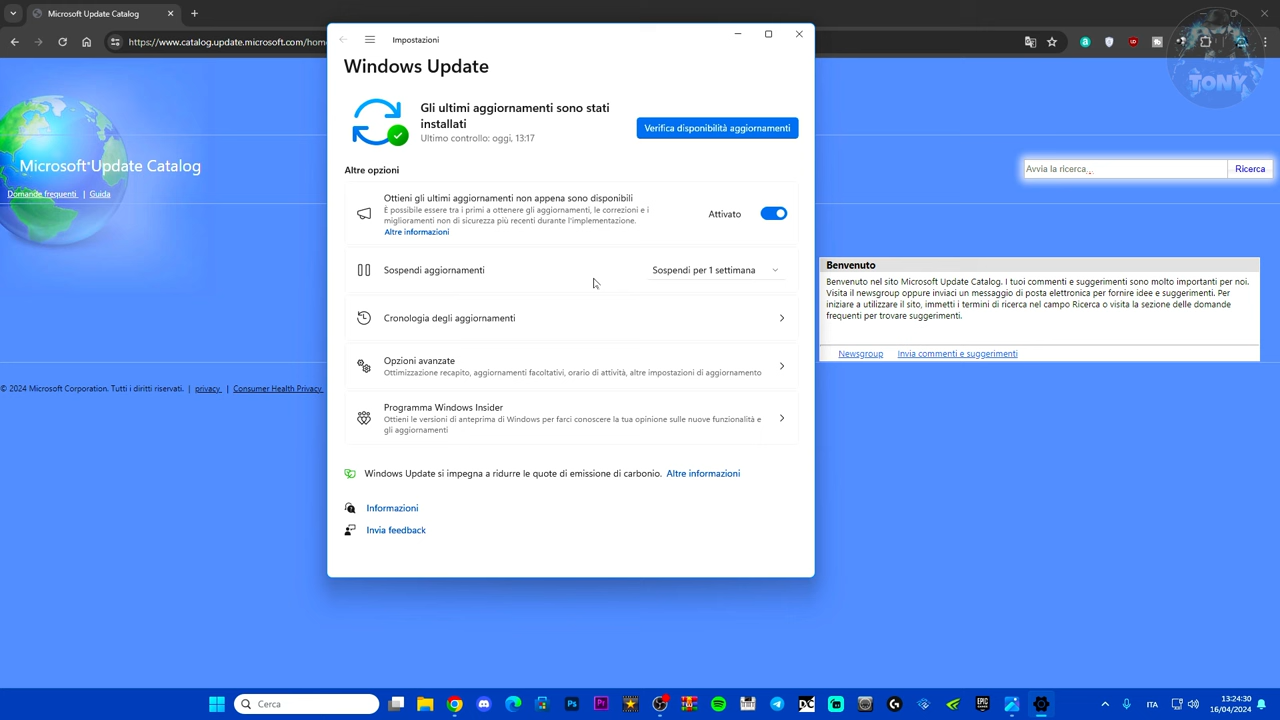 Microsoft Update Catalog
https://www.catalog.update.microsoft.com/hom
TONY
Impostazioni
Windows Update
Gli ultimi aggiornamenti sono stati
installati
Ultimo controllo: oggi, 13:17
Verifica disponibilità aggiornamenti
Altre opzioni
Ottieni gli ultimi aggiornamenti non appena sono disponibili
È possibile essere tra i primi a ottenere gli aggiornamenti, le correzioni e i
miglioramenti non di sicurezza più recenti durante l'implementazione.
Altre informazioni
Attivato
Sospendi aggiornamenti
Sospendi per 1 settimana
Cronologia degli aggiornamenti
Opzioni avanzate
Ottimizzazione recapito, aggiornamenti facoltativi, orario di attività, altre impostazioni di aggiornamento
Programma Windows Insider
Ottieni le versioni di anteprima di Windows per farci conoscere la tua opinione sulle nuove funzionalità e
gli aggiornamenti
Windows Update si impegna a ridurre le quote di emissione di carbonio. Altre informazioni
Informazioni
Invia feedback
Microsoft Update Catalog
Domande frequenti | Guida
© 2024 Microsoft Corporation. Tutti i diritti riservati. | privacy | Consumer Health Privacy
Avvia la ricerca
Ricerca
Benvenuto
Benvenuto nel sito Microsoft Update Catalog. I tuoi commenti e suggerimenti sono molto importanti per noi.
Visita il newsgroup oppure inviaci un messaggio di posta elettronica per fornire idee e suggerimenti. Per
iniziare a utilizzare il sito, immetti i termini di ricerca nel campo Ricerca o visita la sezione delle domande
frequenti per trovare suggerimenti.
Newsgroup
Invia commenti e suggerimenti
Cerca
Ps
Pr
DC
EPIC
ITA
13:24:30
16/04/2024